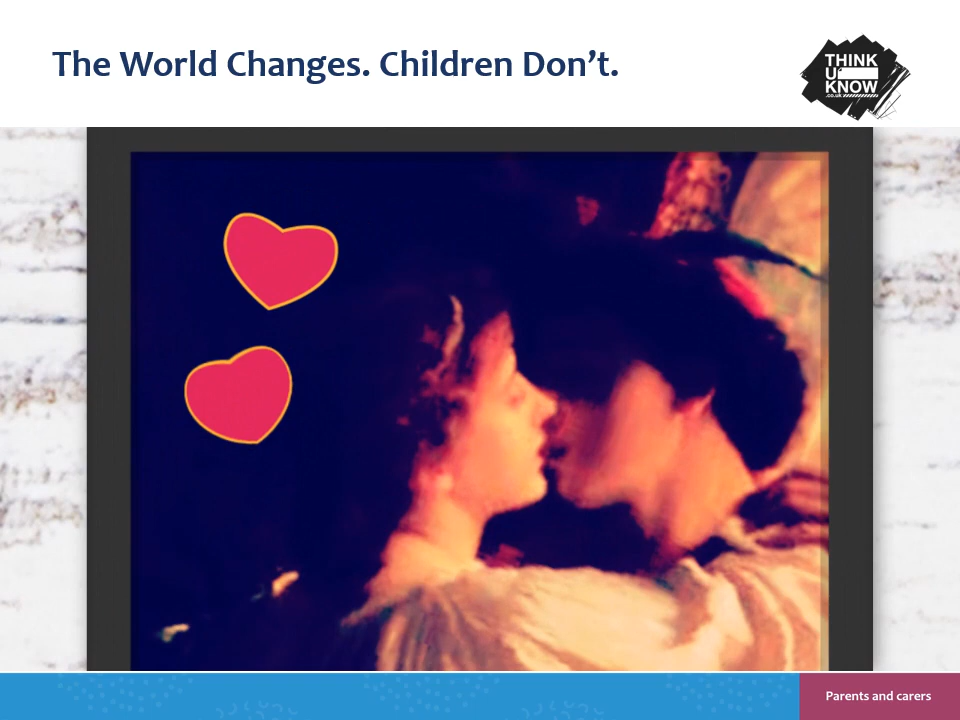 The World Changes. Children Don’t.
THINK
U
KNOW
.co.uk
Parents and carers